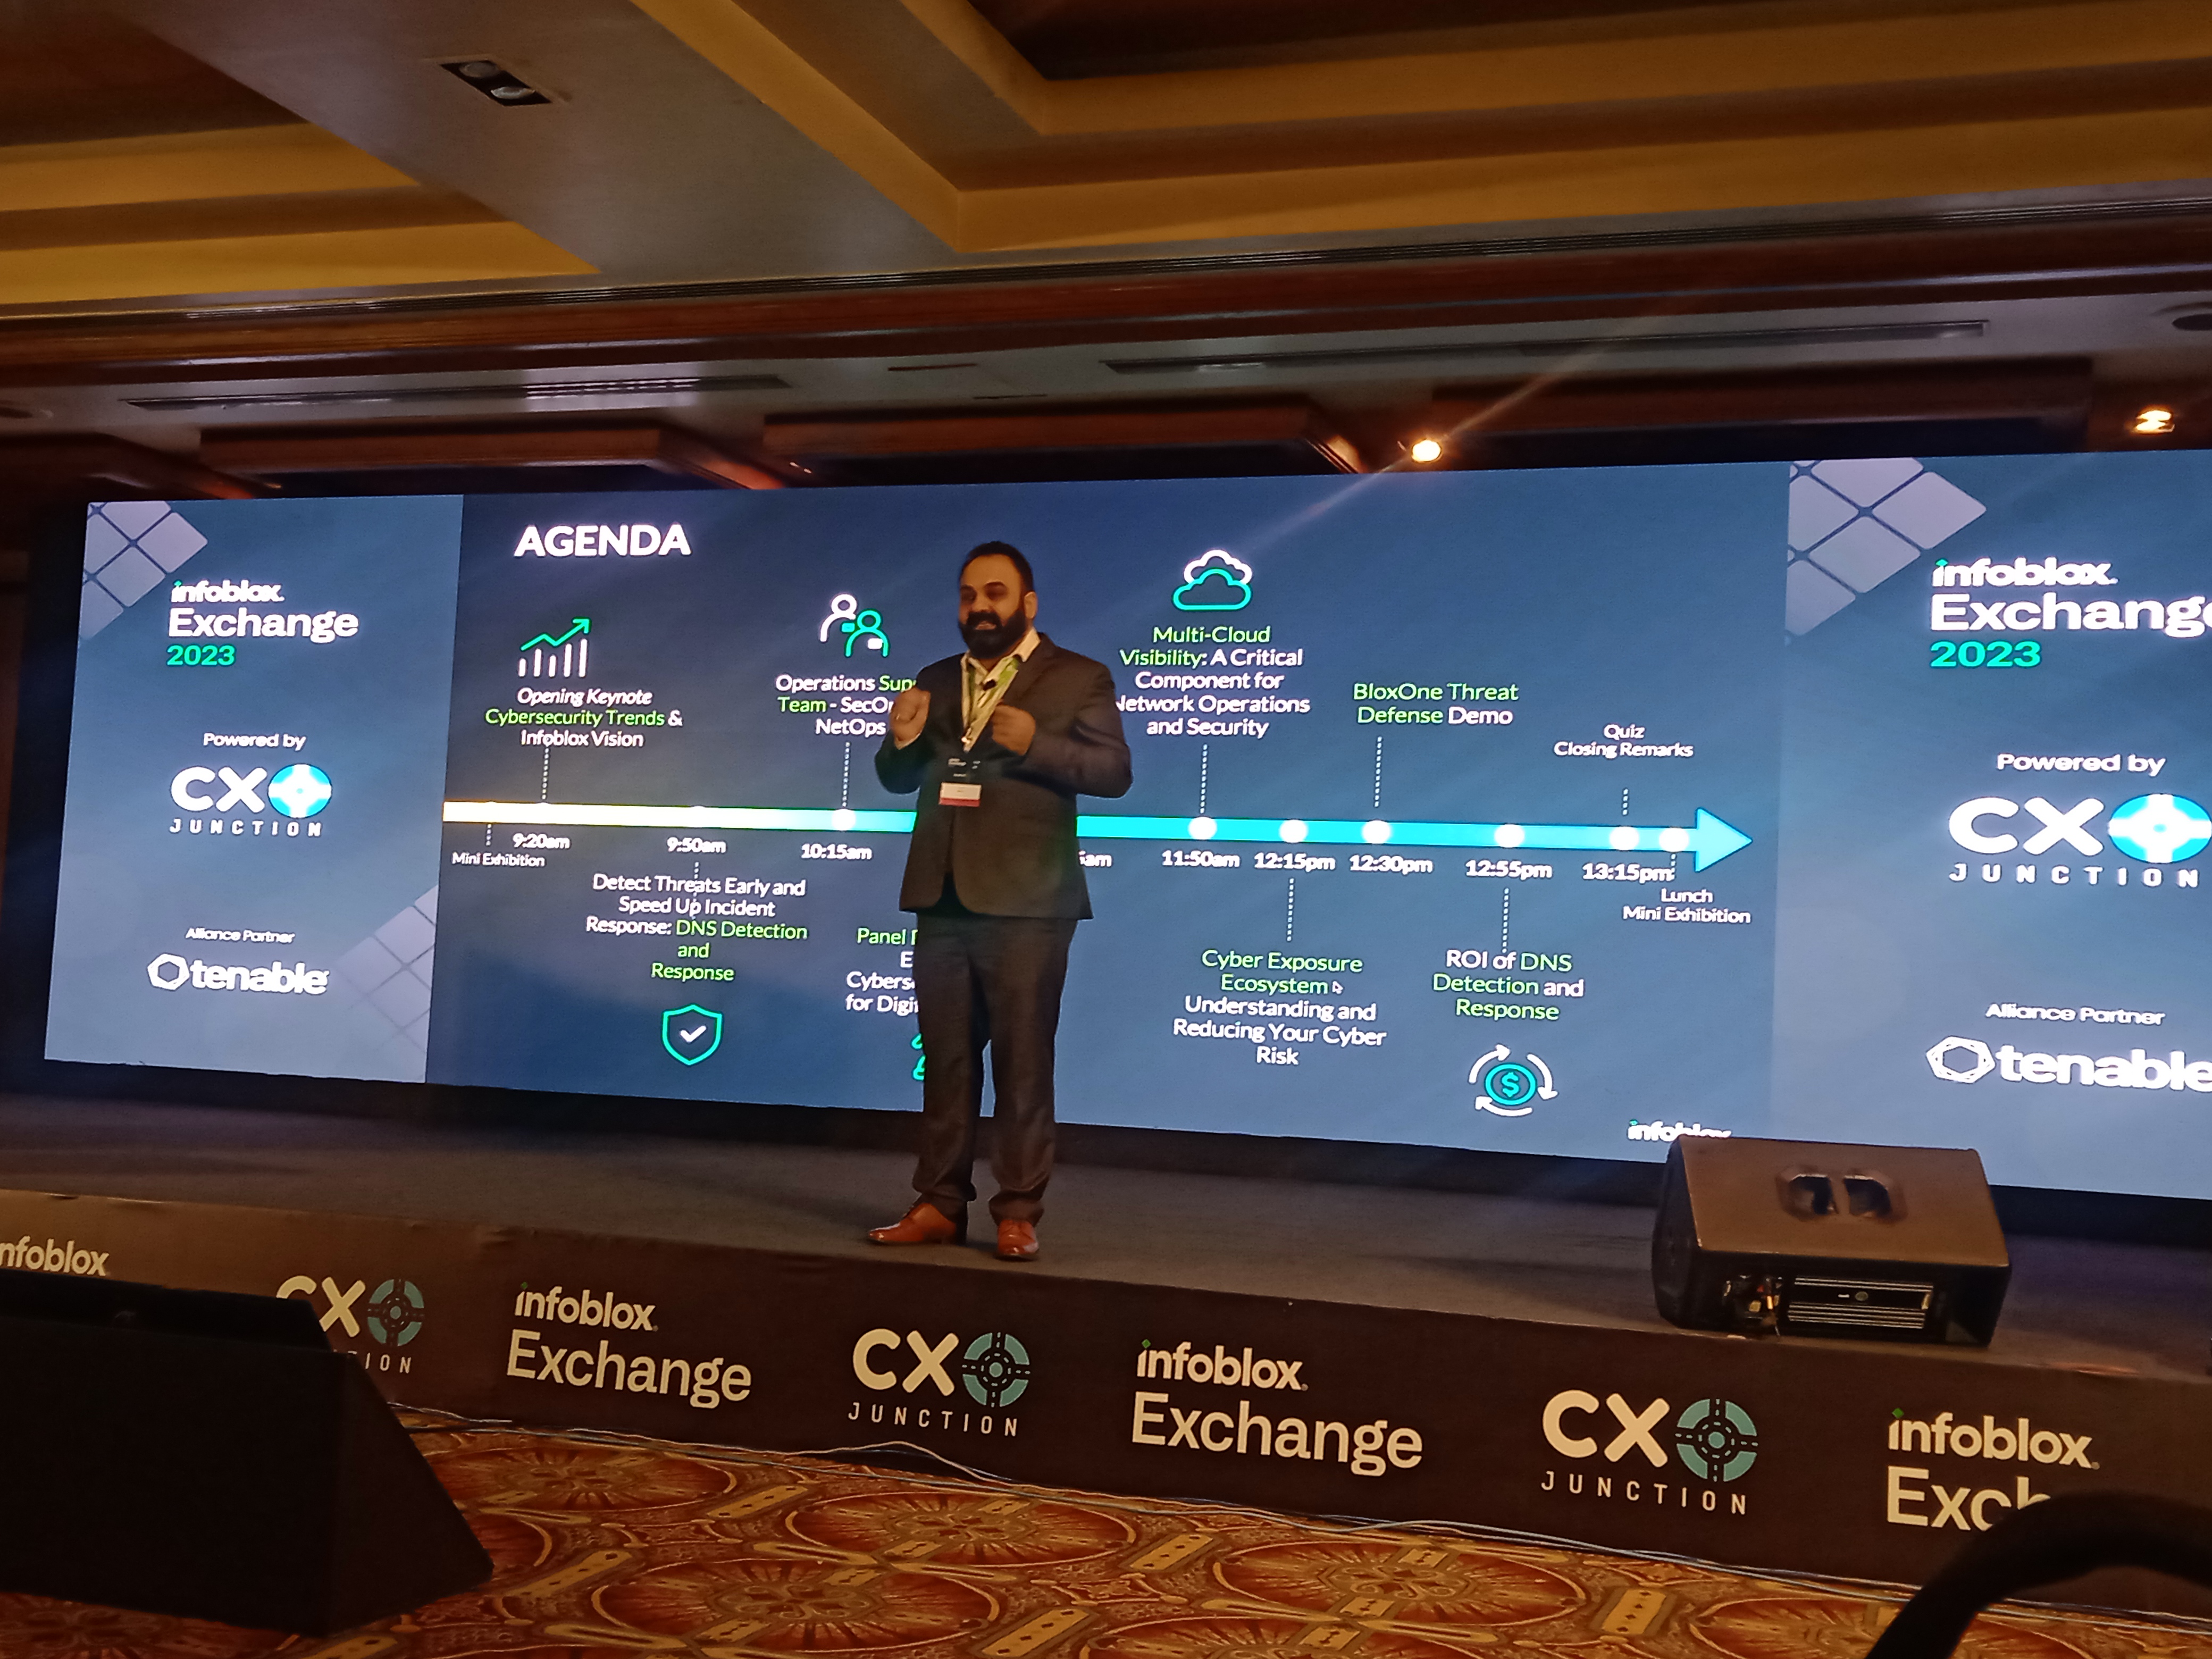 infoblox.
Exchange
2023
Powered by
CX
JUNCTION
Alliance Partner
tenable
AGENDA
Opening Keynote
Cybersecurity Trends &
Infoblox Vision
Operations
Team - 
NetOps
Multi-Cloud
Visibility: A Critical
Component for
Network Operations
and Security
BloxOne Threat
Defense Demo
Quiz
Closing Remarks
9:20am
9:50am
10:15am
11:50am
12:15pm
12:30pm
12:55pm
13:15pm
Mini Exhibition
Lunch
Mini Exhibition
Detect Threats Early and
Speed Up Incident
Response: DNS Detection
and
Response
Panel
for
Cyber Exposure
Ecosystem
Understanding and
Reducing Your Cyber
Risk
ROI of DNS
Detection and
Response
infoblox
infoblox.
Exchange
2023
Powered by
CX
JUNCTION
Alliance Partner
tenable
nfoblox
CX
ION
infoblox.
Exchange
CX
JUNCTION
infoblox.
Exchange
CX
JUNCTION
infoblox.
Exch